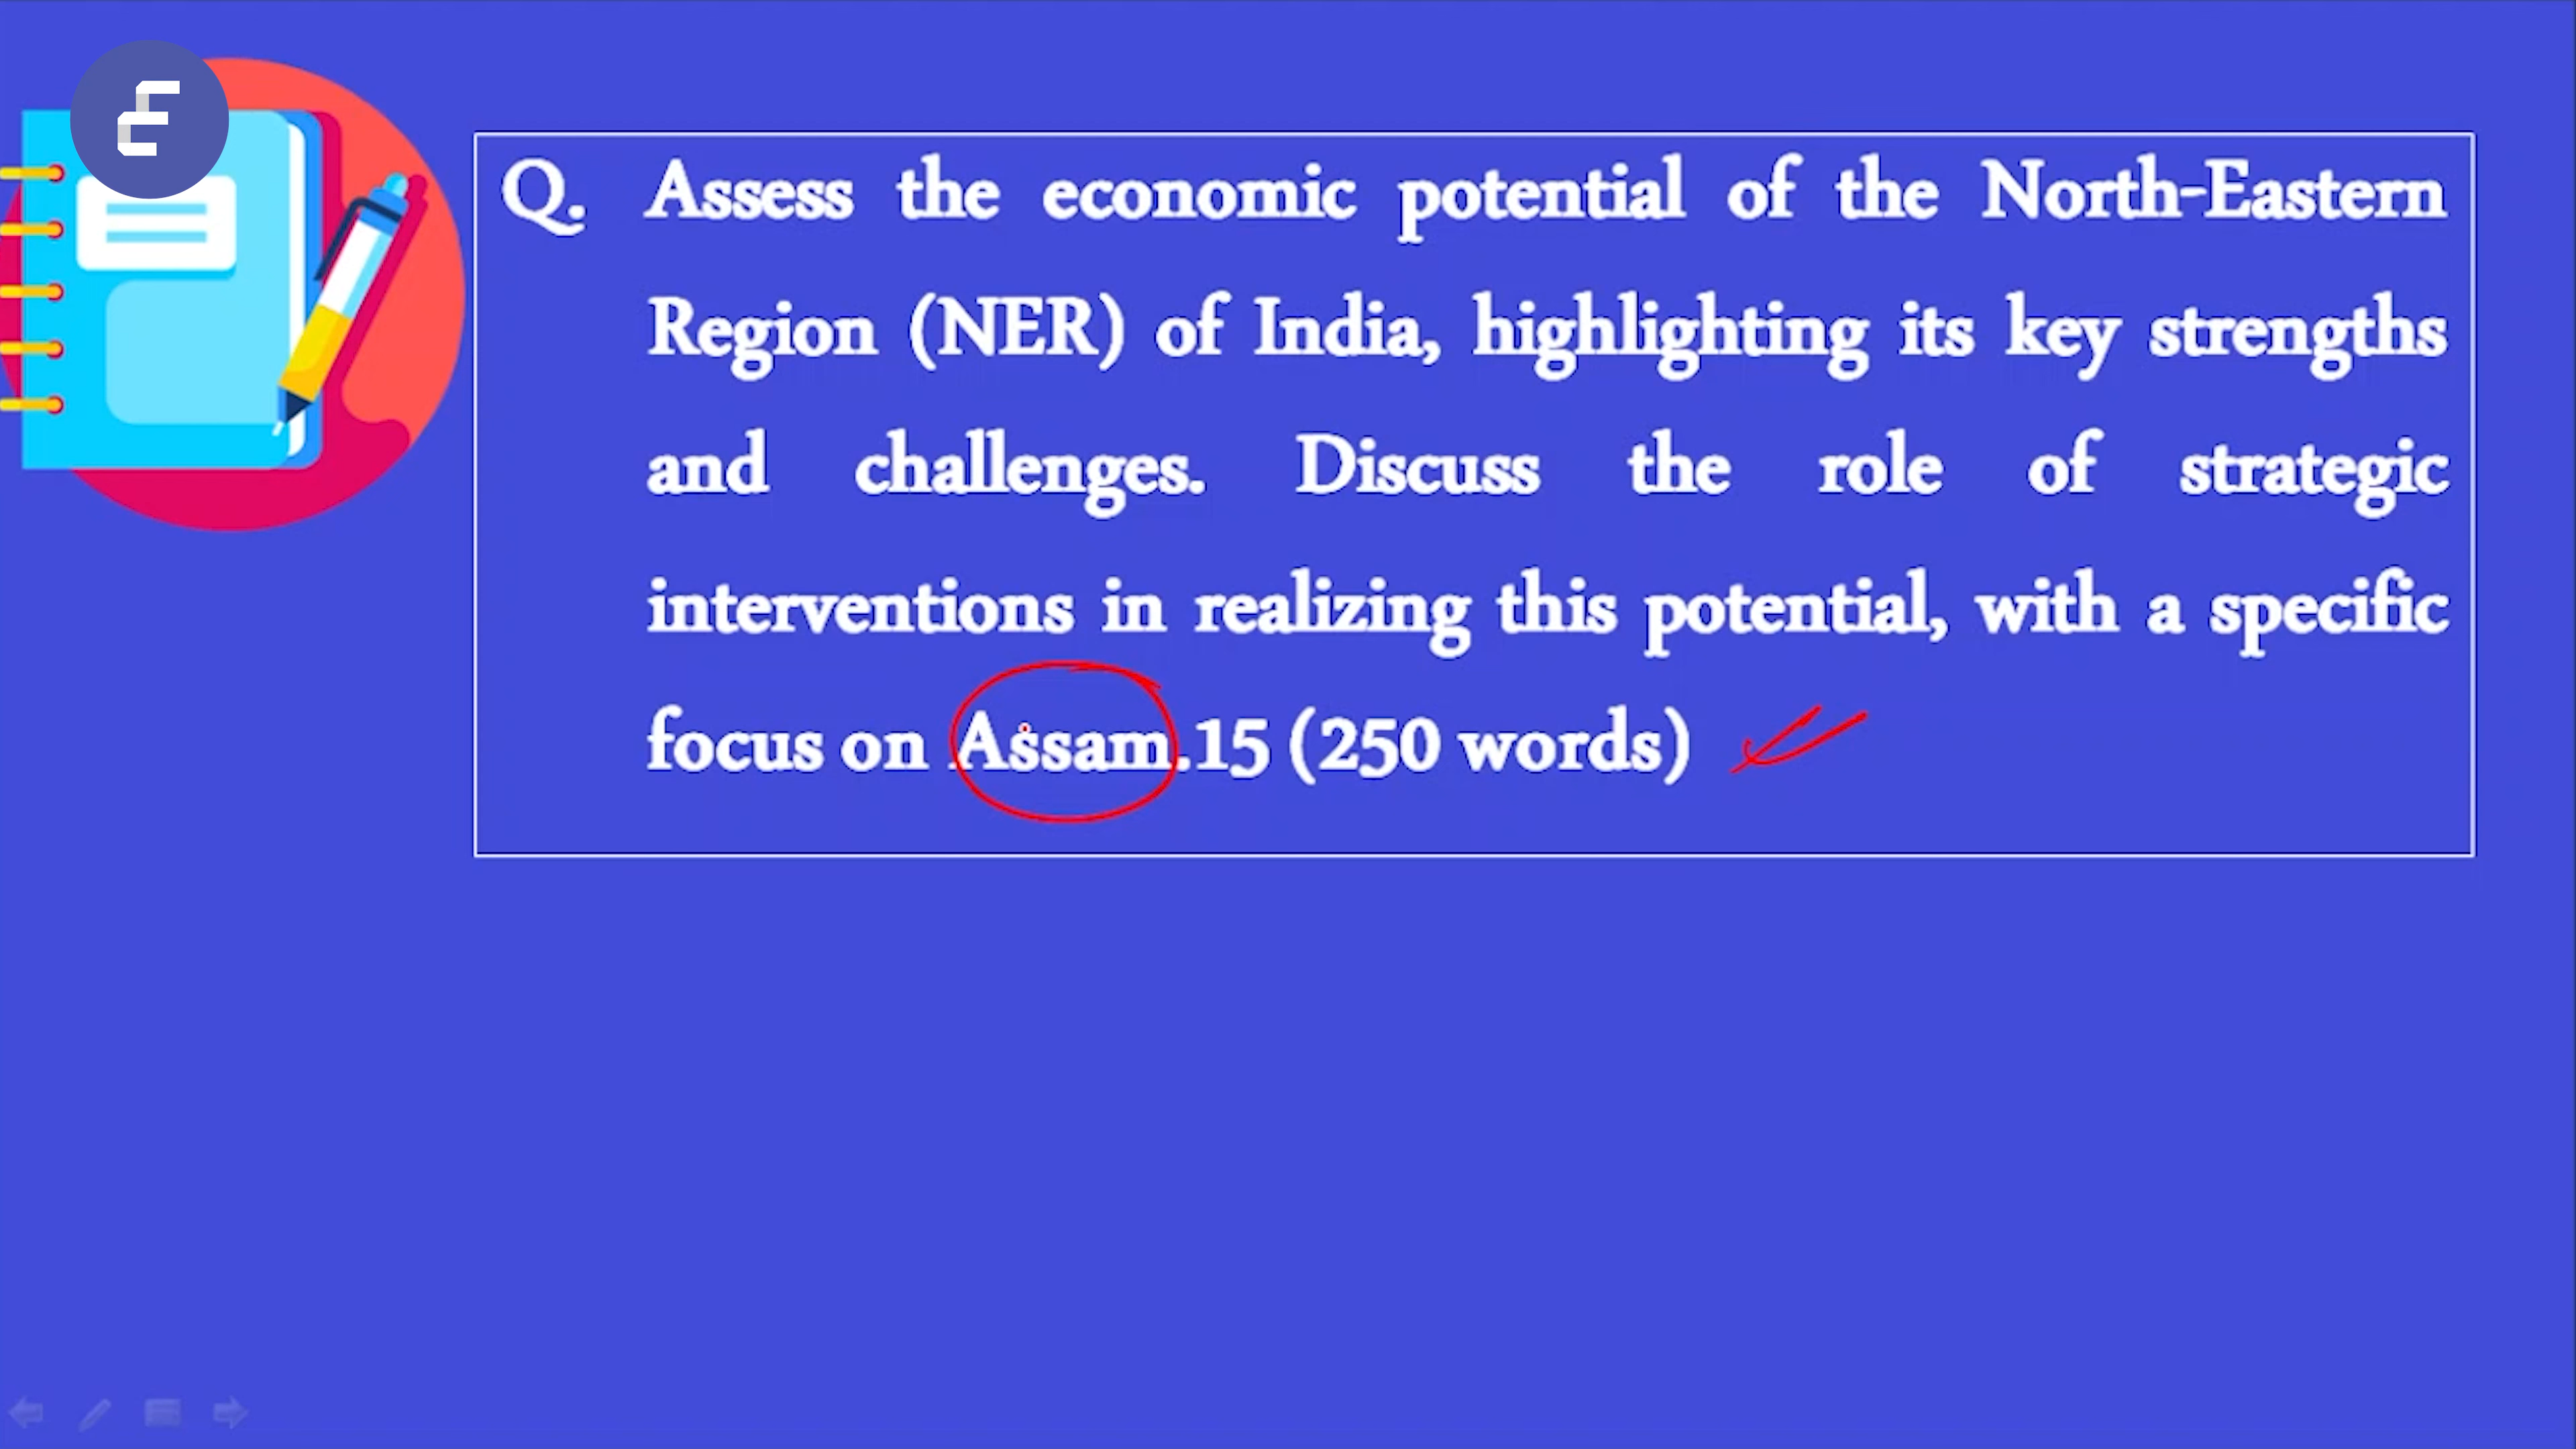 Q. Assess the economic potential of the North-Eastern
Region (NER) of India, highlighting its key strengths
and challenges. Discuss the role of strategic
interventions in realizing this potential, with a specific
focus on Assam.15 (250 words)